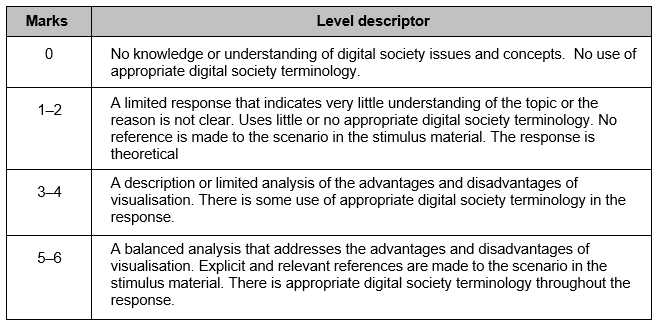 Marks Level descriptor
0 No knowledge or understanding of digital society issues and concepts.  No use of
appropriate digital society terminology.
1–2 A limited response that indicates very little understanding of the topic or the
reason is not clear. Uses little or no appropriate digital society terminology. No
reference is made to the scenario in the stimulus material. The response is
theoretical
3–4 A description or limited analysis of the advantages and disadvantages of
visualisation. There is some use of appropriate digital society terminology in the
response.
5–6 A balanced analysis that addresses the advantages and disadvantages of
visualisation. Explicit and relevant references are made to the scenario in the
stimulus material. There is appropriate digital society terminology throughout the
response.